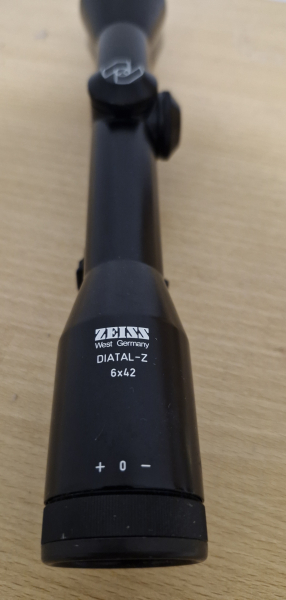 ZEISS
West Germany
DIATAL-Z
6x42
+ 0 -